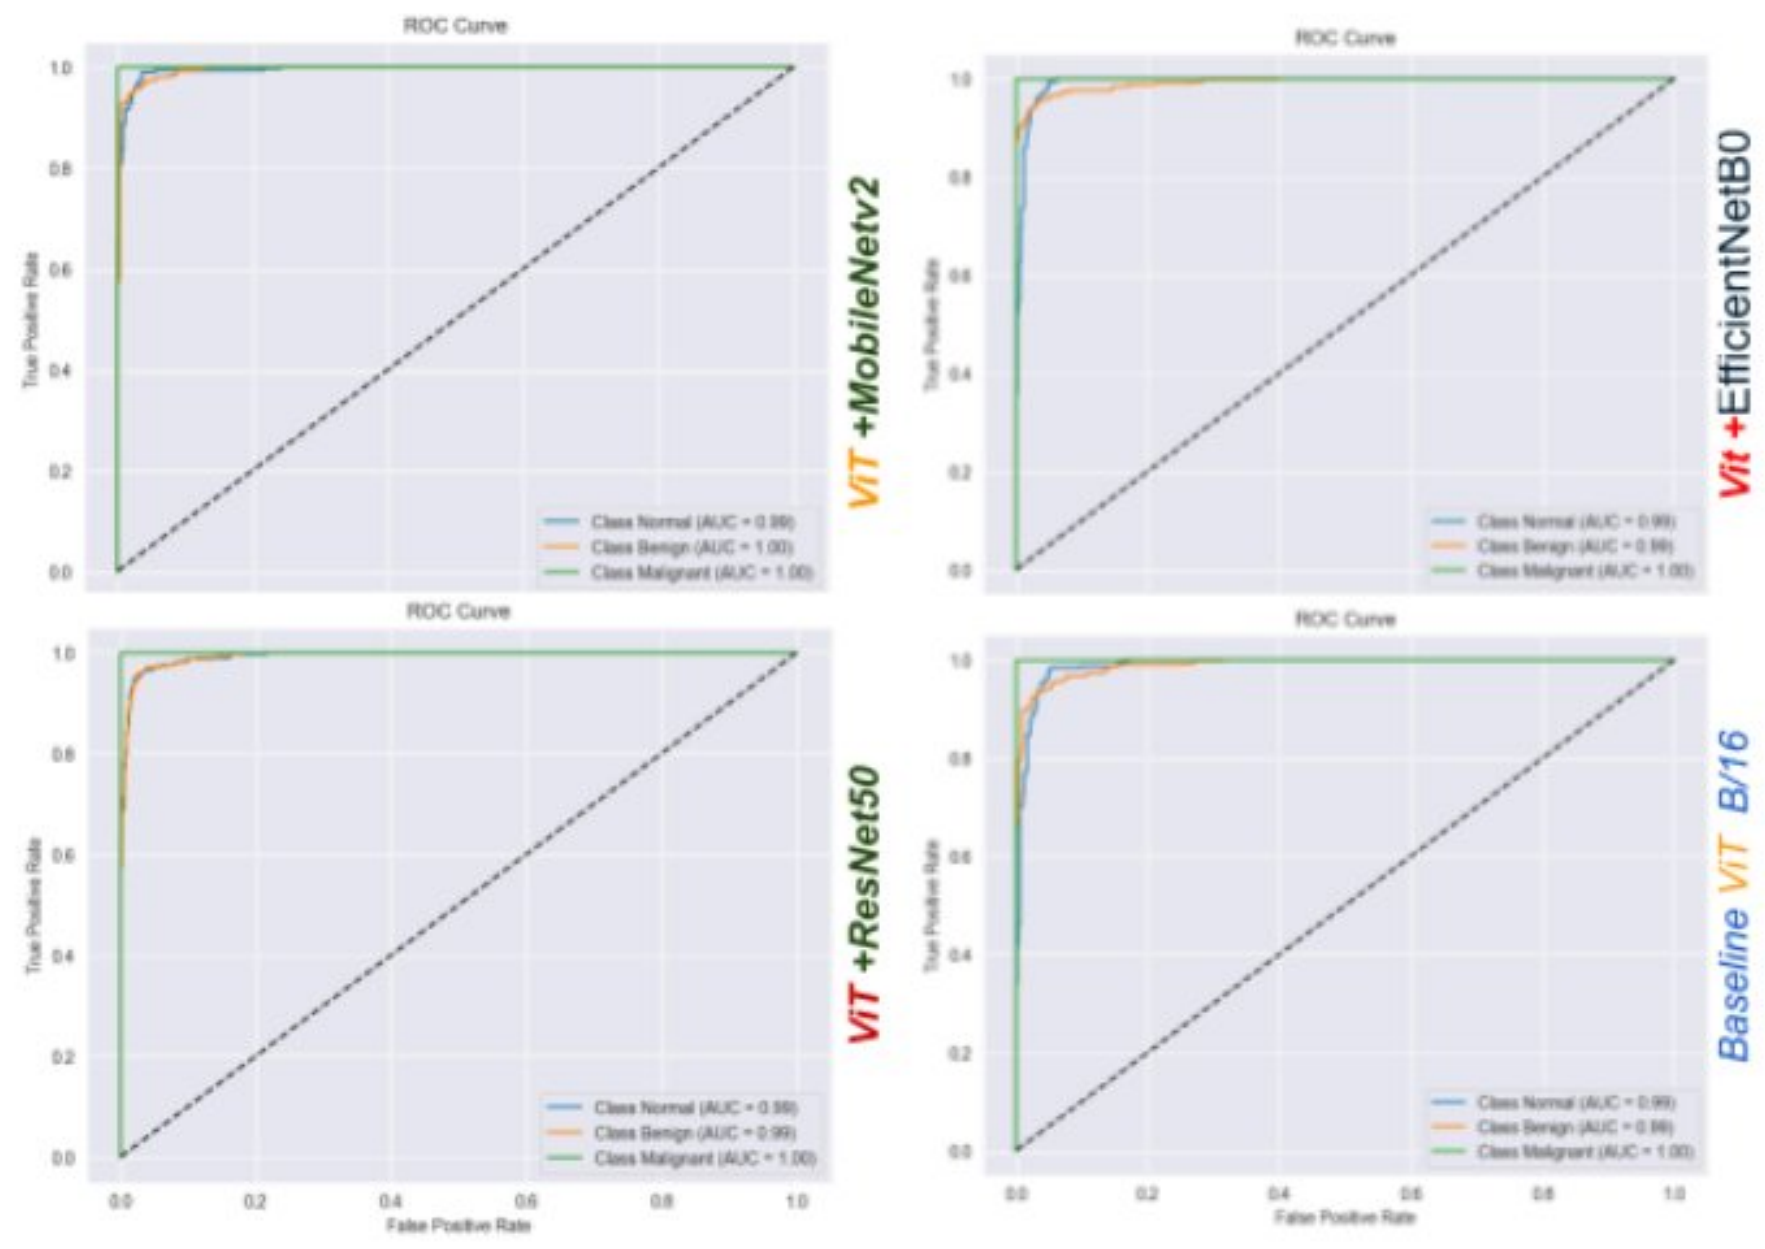 ROC Curve
1.0
0.8
0.6
0.4
0.2
0.0
True Positive Rate
Class Normal (AUC = 0.99)
Class Benign (AUC = 1.00)
Class Malignant (AUC = 1.00)
ViT +MobileNetv2
ROC Curve
1.0
0.8
0.6
0.4
0.2
0.0
True Positive Rate
Class Normal (AUC = 0.99)
Class Benign (AUC = 0.99)
Class Malignant (AUC = 1.00)
Vit +EfficientNetB0
ROC Curve
1.0
0.8
0.6
0.4
0.2
0.0
True Positive Rate
Class Normal (AUC = 0.99)
Class Benign (AUC = 0.99)
Class Malignant (AUC = 1.00)
0.0 0.2 0.4 0.6 0.8 1.0
False Positive Rate
ViT +ResNet50
ROC Curve
1.0
0.8
0.6
0.4
0.2
0.0
True Positive Rate
Class Normal (AUC = 0.99)
Class Benign (AUC = 0.99)
Class Malignant (AUC = 1.00)
0.0 0.2 0.4 0.6 0.8 1.0
False Positive Rate
Baseline ViT B/16